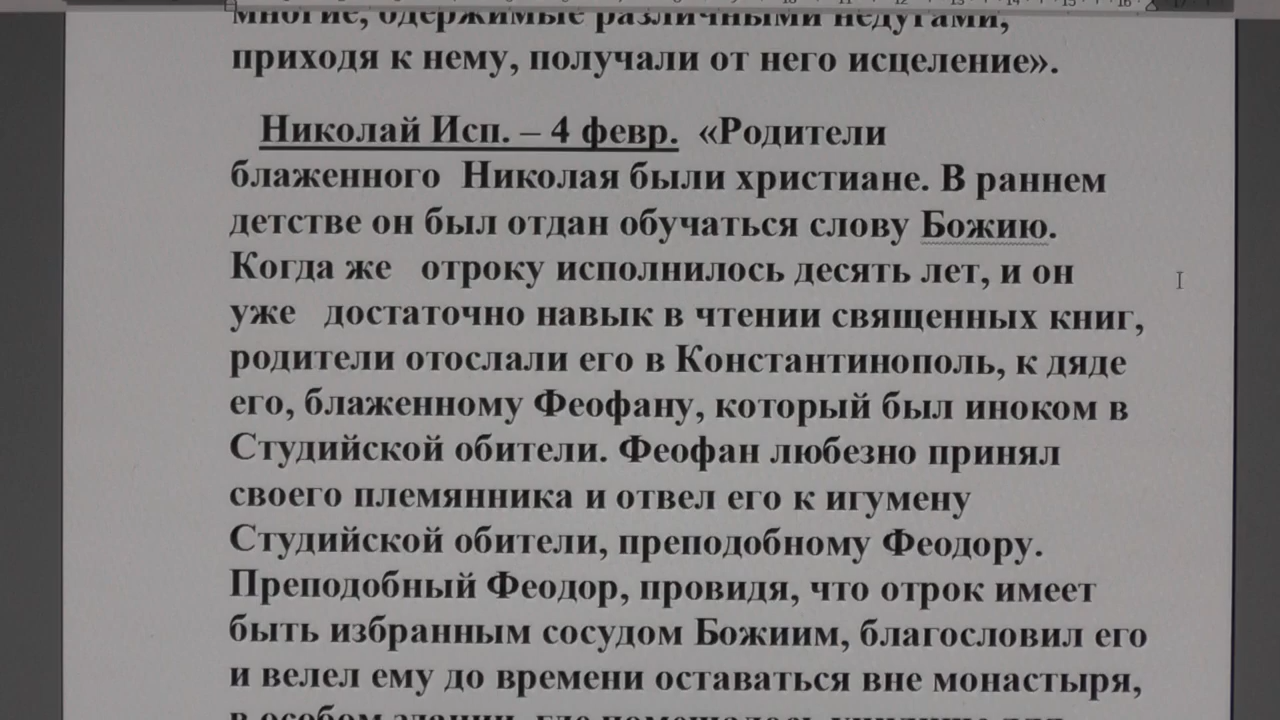 многие, одержимые различными недугами,
приходя к нему, получали от него исцеление».
Николай Исп. – 4 февр. «Родители
блаженного Николая были христиане. В раннем
детстве он был отдан обучаться слову Божию.
Когда же отроку исполнилось десять лет, и он
уже достаточно навык в чтении священных книг,
родители отослали его в Константинополь, к дяде
его, блаженному Феофану, который был иноком в
Студийской обители. Феофан любезно принял
своего племянника и отвел его к игумену
Студийской обители, преподобному Феодору.
Преподобный Феодор, провидя, что отрок имеет
быть избранным сосудом Божиим, благословил его
и велел ему до времени оставаться вне монастыря,
в особом здании, где помещалось